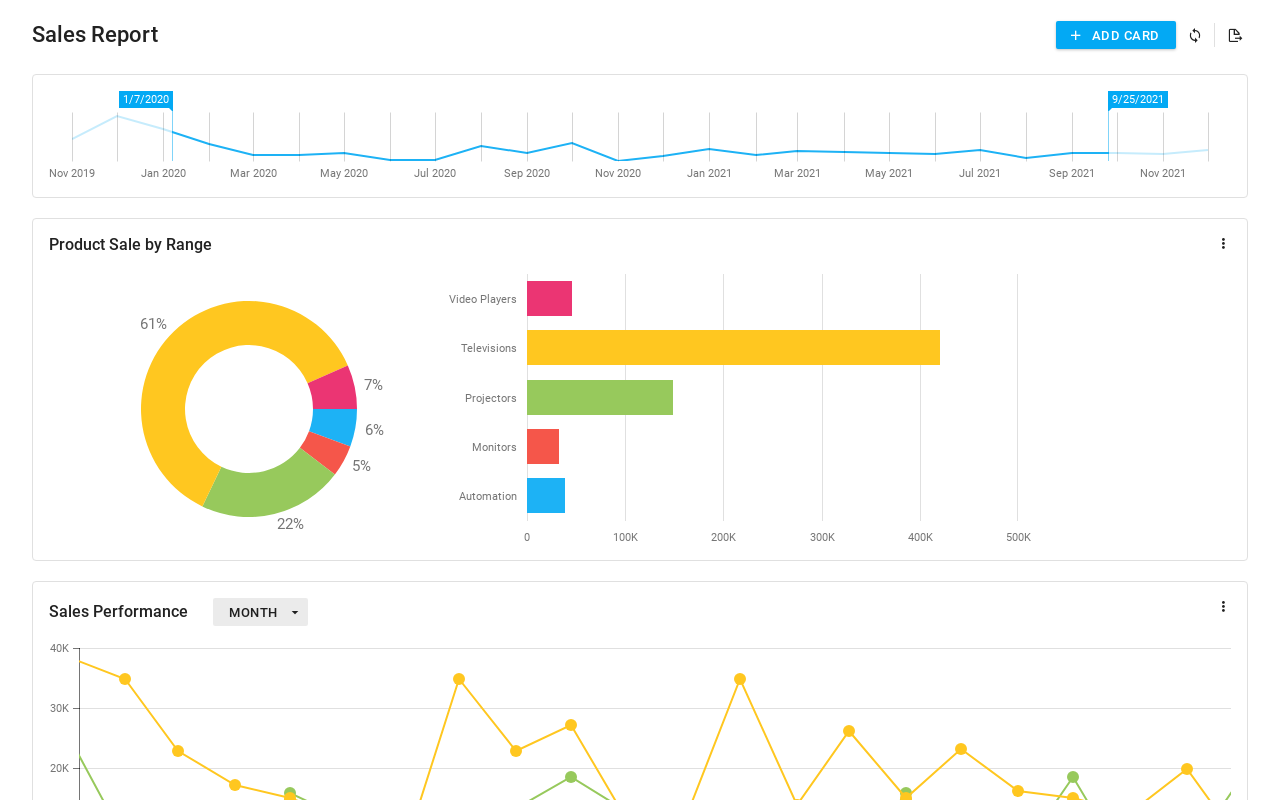 Sales Report
ADD CARD
1/7/2020
9/25/2021
Nov 2019 Jan 2020 Mar 2020 May 2020 Jul 2020 Sep 2020 Nov 2020 Jan 2021 Mar 2021 May 2021 Jul 2021 Sep 2021 Nov 2021
Product Sale by Range
61%
7%
6%
5%
22%
Video Players
Televisions
Projectors
Monitors
Automation
0 100K 200K 300K 400K 500K
Sales Performance
MONTH
40K
30K
20K